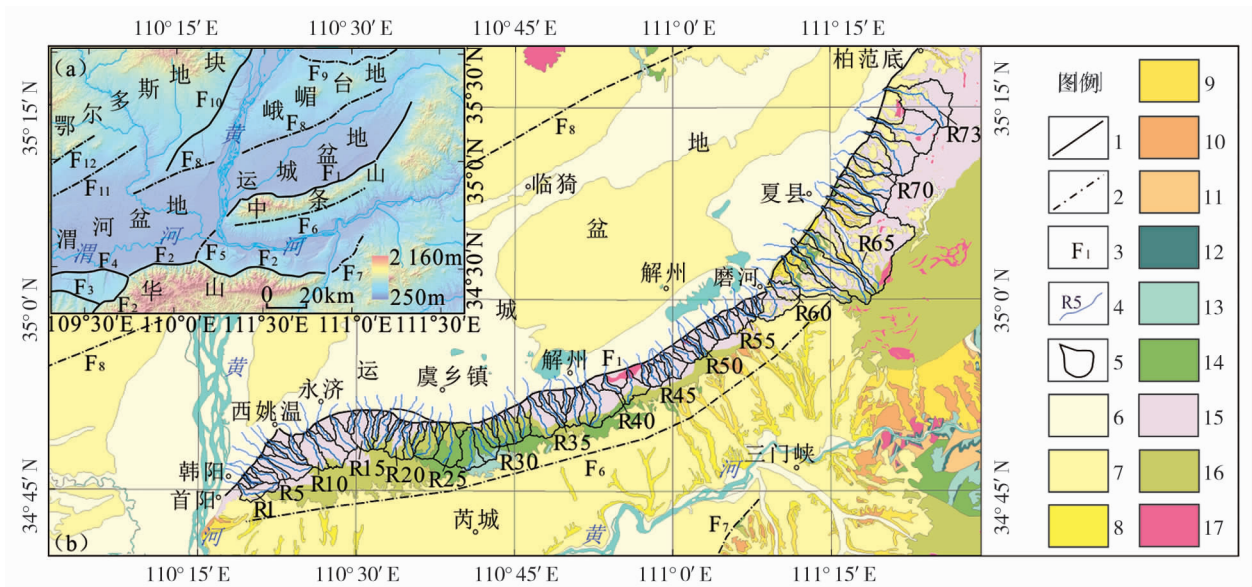 110°15′E 110°30′E 110°45′E 111°0′E 111°15′E
(a)
鄂尔多斯地块
F10
黄
河
F9
峨嵋台地
F8
F8
F12
F11
运城盆地
F1
中条山
F6
渭河盆地
渭河
F5
F4
F2
F2
F3
F2
F7
华山
0 20km
2 160m
250m
109°30′E 110°0′E 111°30′E 111°0′E 111°30′E
35°30′N
35°0′N
34°30′N
35°15′N
35°0′N
34°45′N
35°15′N
35°0′N
34°45′N
柏范底
F8
R73
临猗
地
夏县
R70
盆
R65
解州
磨河
城
R60
F8
黄
R55
解州
F1
运
R50
永济
虞乡镇
R45
西姚温
R40
R35
韩阳
R15
R20
R25
R30
F6
三门峡
首阳
R1
R5
R10
河
芮城
黄
河
F7
(b)
110°15′E 110°30′E 110°45′E 111°0′E 111°15′E
图例
1
2
F1 3
R5 4
5
6
7
8
9
10
11
12
13
14
15
16
17